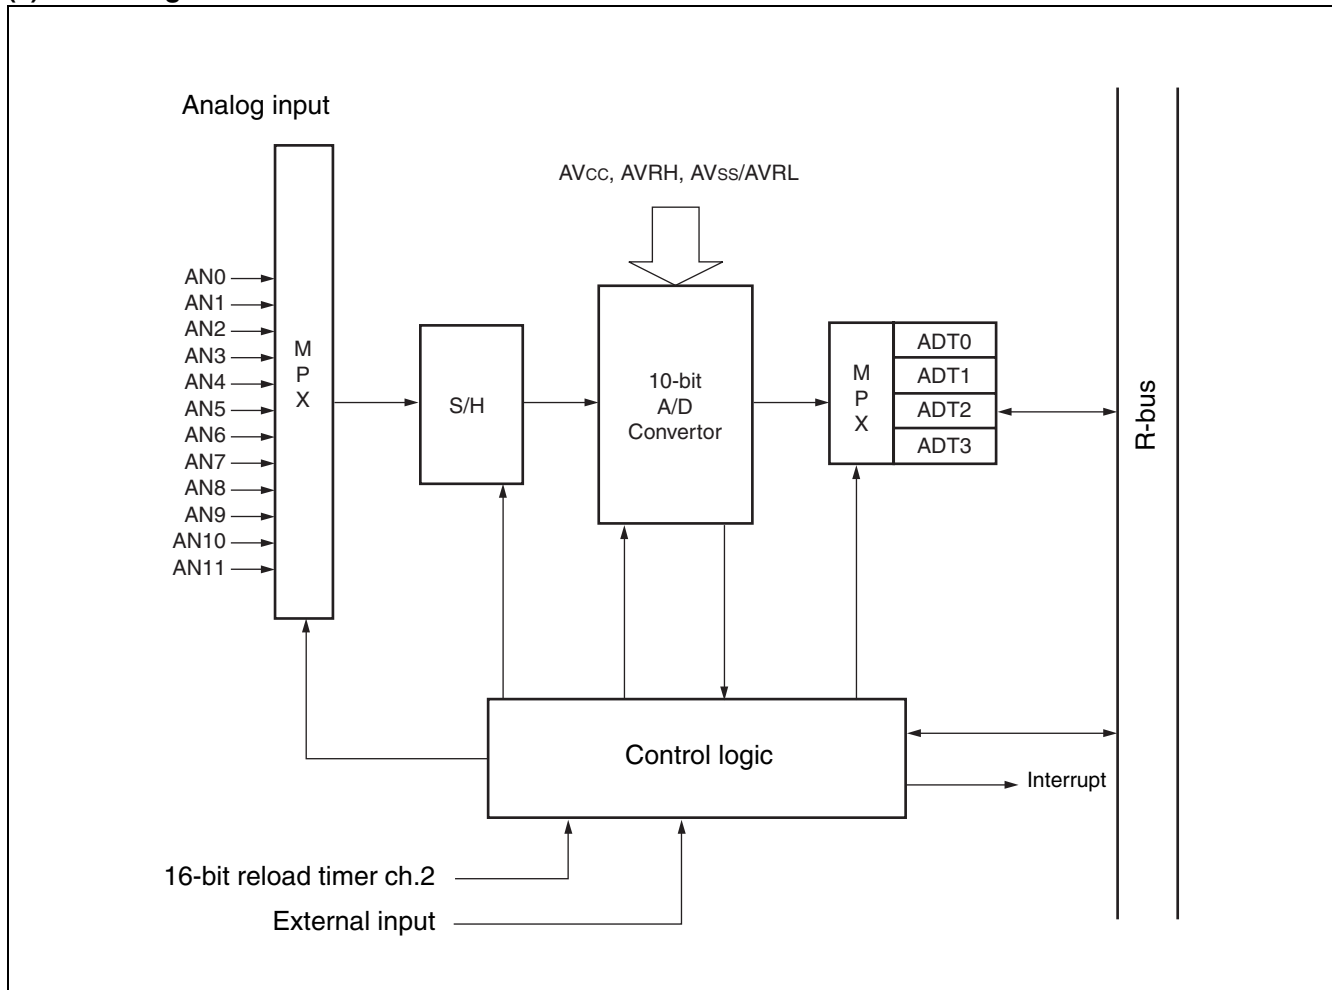 Analog input
AVCC, AVRH, AVSS/AVRL
AN0
AN1
AN2
AN3
AN4
AN5
AN6
AN7
AN8
AN9
AN10
AN11
M
P
X
S/H
10-bit
A/D
Convertor
M
P
X
ADT0
ADT1
ADT2
ADT3
R-bus
Control logic
Interrupt
16-bit reload timer ch.2
External input